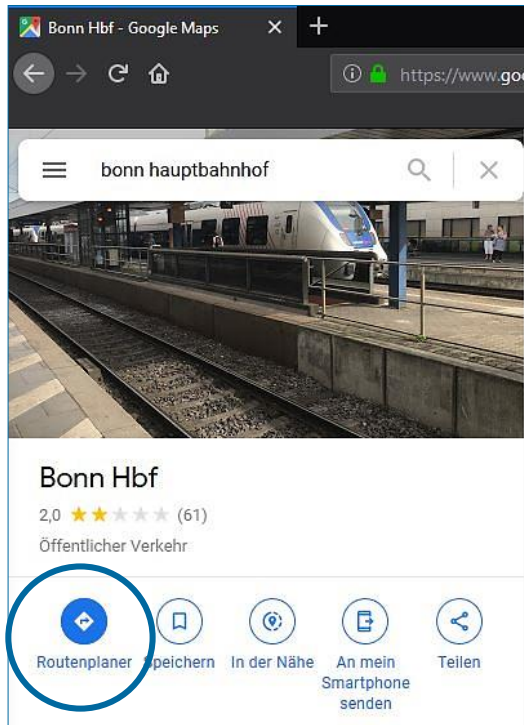 Bonn Hbf - Google Maps
https://www.goo
bonn hauptbahnhof
Bonn Hbf
2,0 (61)
Öffentlicher Verkehr
Routenplaner Speichern In der Nähe An mein Smartphone senden Teilen